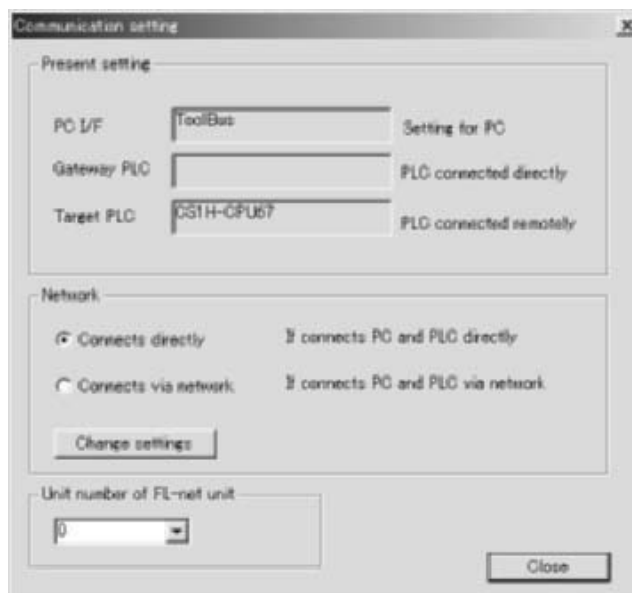 Communication setting
Present setting
PC I/F ToolBus Setting for PC
Gateway PLC PLC connected directly
Target PLC CS1H-CPU67 PLC connected remotely
Network
Connects directly If connects PC and PLC directly
Connects via network If connects PC and PLC via network
Change settings
Unit number of FL-net unit
0
Close